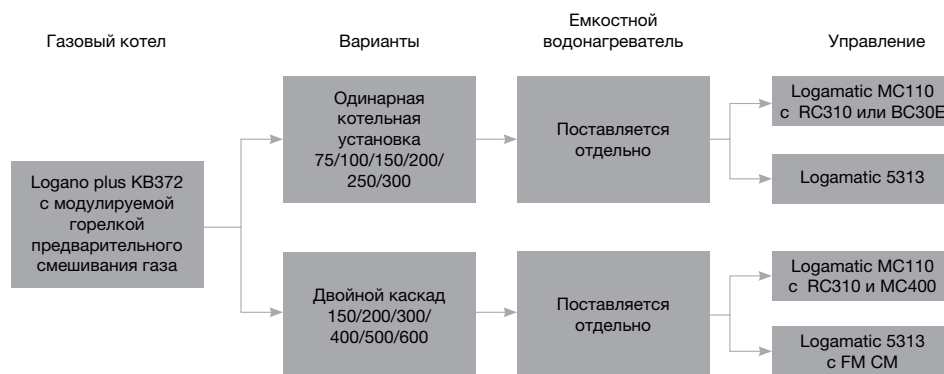 Газовый котел
Варианты
Емкостной
водонагреватель
Управление
Logano plus KB372
с модулируемой
горелкой
предварительного
смешивания газа
Одинарная
котельная
установка
75/100/150/200/
250/300
Поставляется
отдельно
Logamatic MC110
с RC310 или BC30E
Logamatic 5313
Двойной каскад
150/200/300/
400/500/600
Поставляется
отдельно
Logamatic MC110
с RC310 и MC400
Logamatic 5313
с FM CM